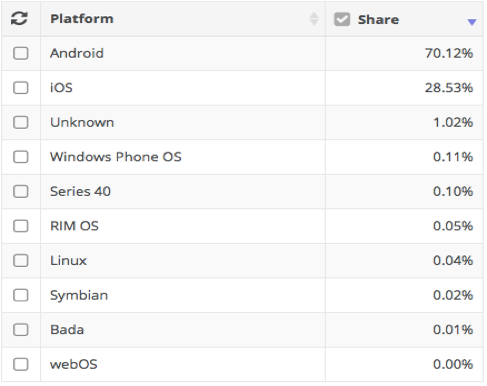 Platform Share
Android 70.12%
iOS 28.53%
Unknown 1.02%
Windows Phone OS 0.11%
Series 40 0.10%
RIM OS 0.05%
Linux 0.04%
Symbian 0.02%
Bada 0.01%
webOS 0.00%